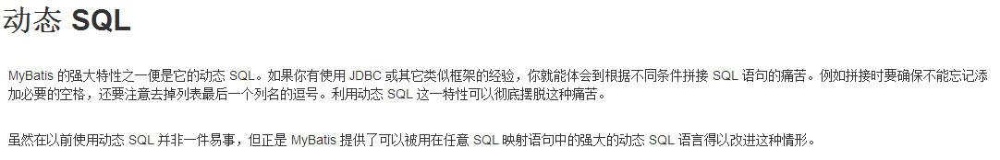 动态 SQL
MyBatis 的强大特性之一便是它的动态 SQL。如果你有使用 JDBC 或其它类似框架的经验，你就能体会到根据不同条件拼接 SQL 语句的痛苦。例如拼接时要确保不能忘记添
加必要的空格，还要注意去掉列表最后一个列名的逗号。利用动态 SQL 这一特性可以彻底摆脱这种痛苦。
虽然在以前使用动态 SQL 并非一件易事，但正是 MyBatis 提供了可以被用在任意 SQL 映射语句中的强大的动态 SQL 语言得以改进这种情形。